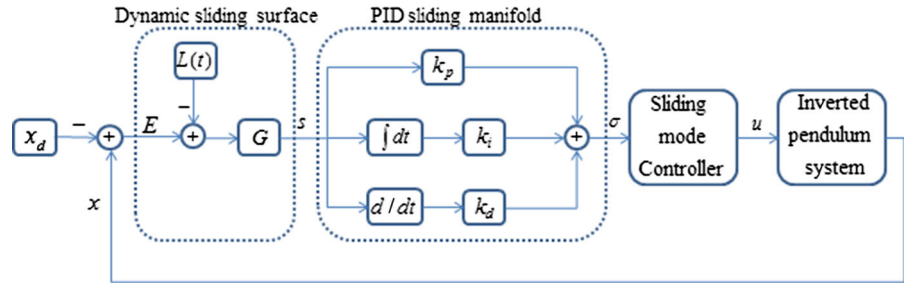 Dynamic sliding surface
PID sliding manifold
L(t)
k_p
x_d
−
+
E
−
+
G
s
∫ dt
k_i
+
σ
Sliding
mode
Controller
u
Inverted
pendulum
system
x
d / dt
k_d